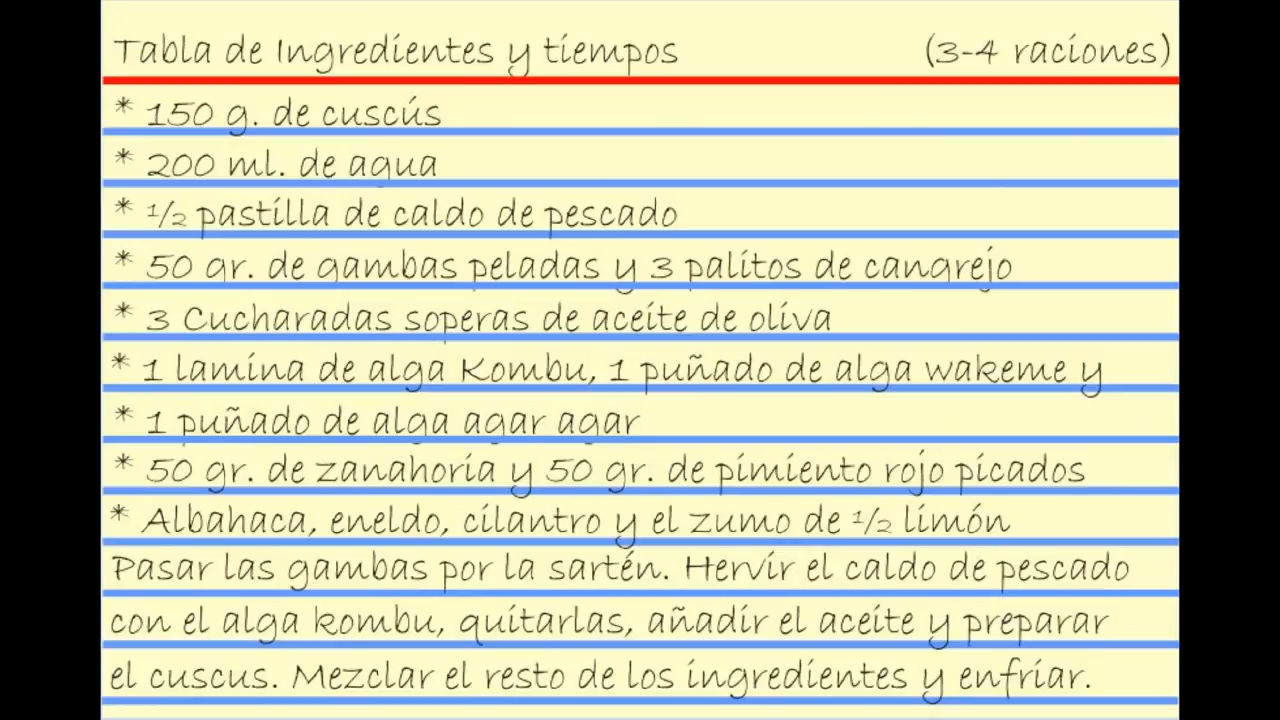 Tabla de Ingredientes y tiempos (3-4 raciones)
* 150 g. de cuscús
* 200 ml. de agua
* 1/2 pastilla de caldo de pescado
* 50 gr. de gambas peladas y 3 palitos de cangrejo
* 3 Cucharadas soperas de aceite de oliva
* 1 lamina de alga Kombu, 1 puñado de alga wakeme y
* 1 puñado de alga agar agar
* 50 gr. de zanahoria y 50 gr. de pimiento rojo picados
* Albahaca, eneldo, cilantro y el zumo de 1/2 limón
Pasar las gambas por la sartén. Hervir el caldo de pescado
con el alga kombu, quitarlas, añadir el aceite y preparar
el cuscus. Mezclar el resto de los ingredientes y enfriar.